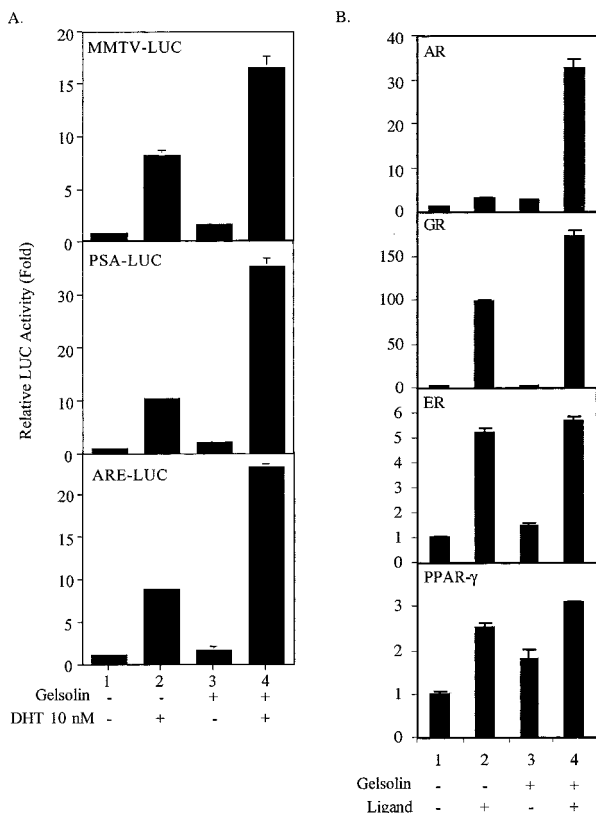 A.
MMTV-LUC
20
15
10
5
0
PSA-LUC
30
20
10
0
ARE-LUC
20
15
10
5
0
Relative LUC Activity (Fold)
1 2 3 4
Gelsolin - - + +
DHT 10 nM - + - +
B.
AR
40
30
20
10
0
GR
150
100
50
0
ER
6
5
4
3
2
1
0
PPAR-γ
3
2
1
0
1 2 3 4
Gelsolin - - + +
Ligand - + - +